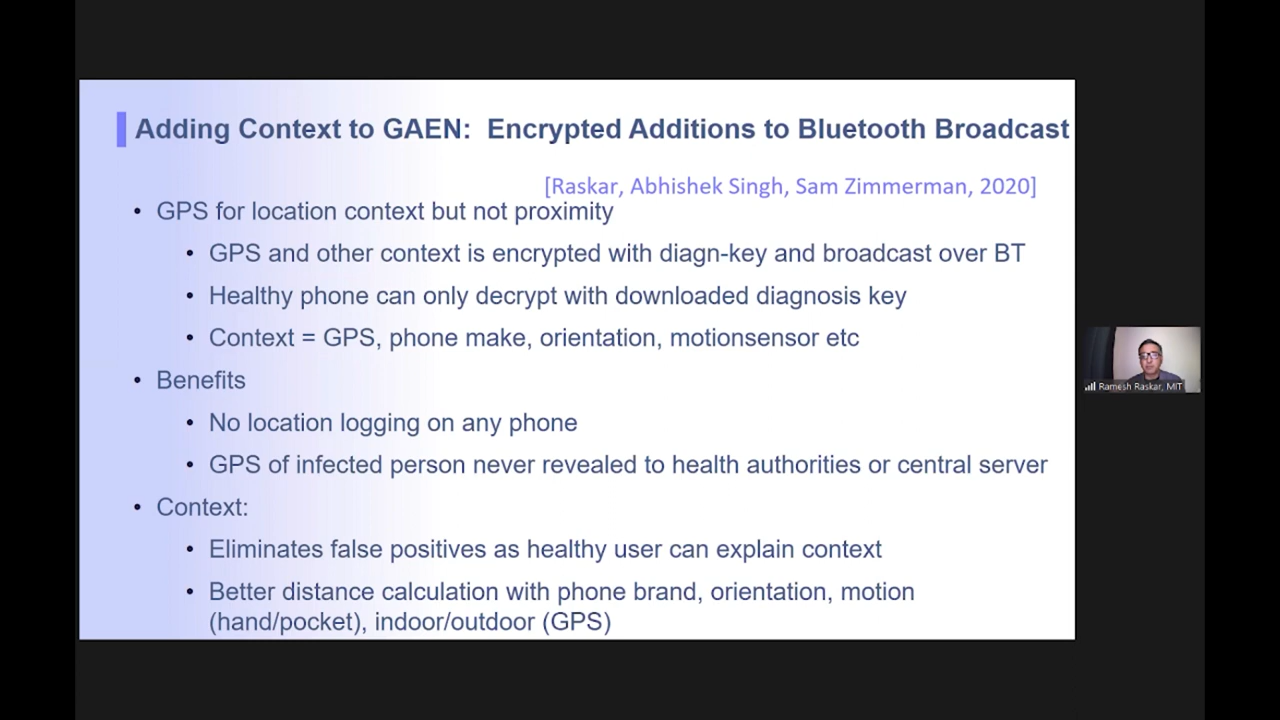 Adding Context to GAEN: Encrypted Additions to Bluetooth Broadcast
[Raskar, Abhishek Singh, Sam Zimmerman, 2020]
• GPS for location context but not proximity
• GPS and other context is encrypted with diagn-key and broadcast over BT
• Healthy phone can only decrypt with downloaded diagnosis key
• Context = GPS, phone make, orientation, motionsensor etc
• Benefits
• No location logging on any phone
• GPS of infected person never revealed to health authorities or central server
• Context:
• Eliminates false positives as healthy user can explain context
• Better distance calculation with phone brand, orientation, motion
(hand/pocket), indoor/outdoor (GPS)
Ramesh Raskar, MIT